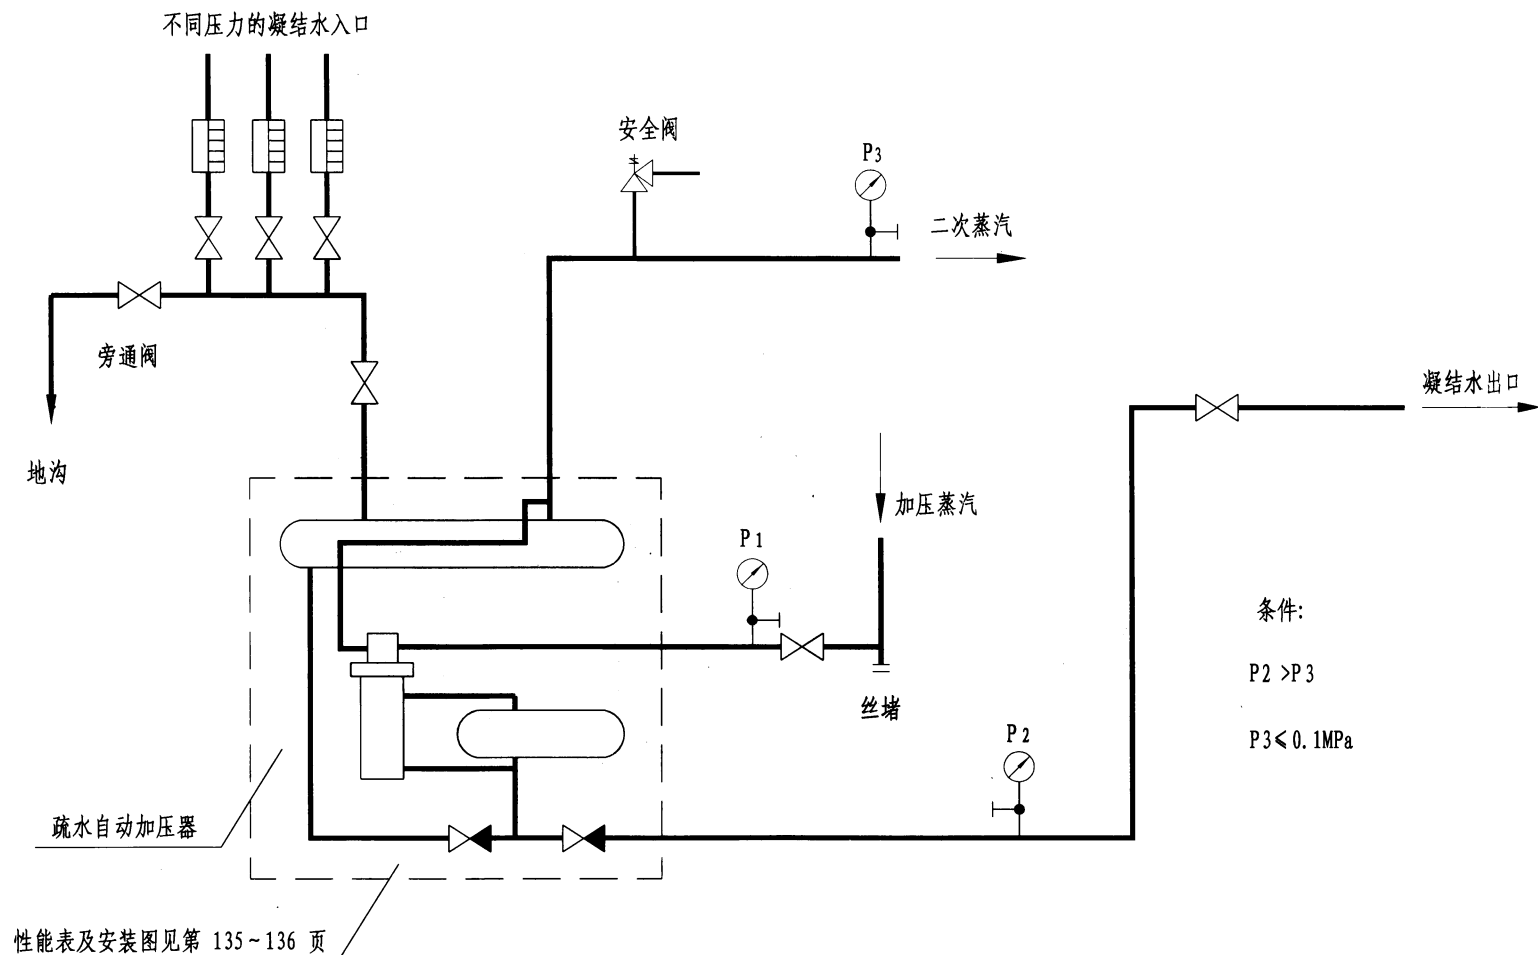 不同压力的凝结水入口
安全阀
P3
二次蒸汽
旁通阀
凝结水出口
地沟
加压蒸汽
P1
条件:
P2>P3
丝堵
P2
P3≤0.1MPa
疏水自动加压器
性能表及安装图见第 135~136 页